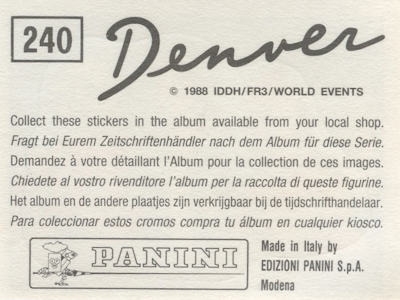 240 Denver
© 1988 IDDH/FR3/WORLD EVENTS
Collect these stickers in the album available from your local shop.
Fragt bei Eurem Zeitschriftenhändler nach dem Album für diese Serie.
Demandez à votre détaillant l'Album pour la collection de ces images.
Chiedete al vostro rivenditore l'album per la raccolta di queste figurine.
Het album en de andere plaatjes zijn verkrijgbaar bij de tijdschrifthandelaar.
Para coleccionar estos cromos compra tu álbum en cualquier kiosco.
PANINI
Made in Italy by
EDIZIONI PANINI S.p.A.
Modena